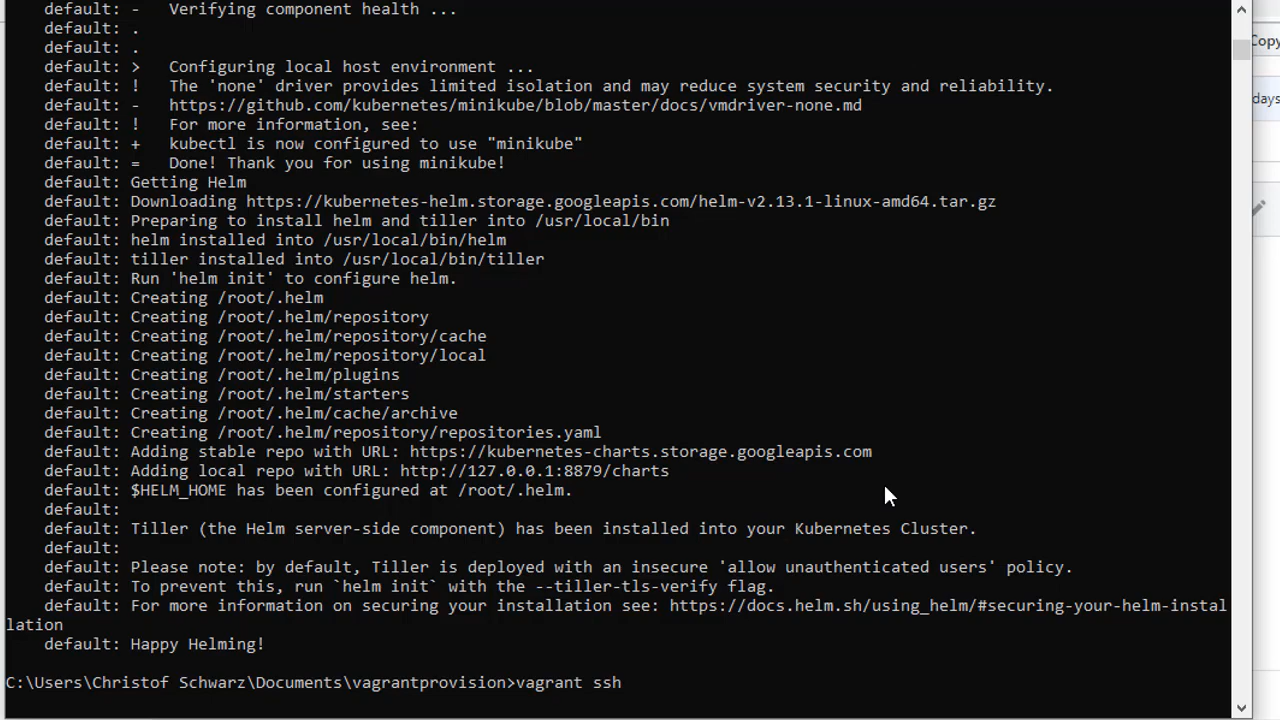 default: -   Verifying component health ...
default: .
default: .
default: >   Configuring local host environment ...
default: !   The 'none' driver provides limited isolation and may reduce system security and reliability.
default: -   https://github.com/kubernetes/minikube/blob/master/docs/vmdriver-none.md
default: !   For more information, see:
default: +   kubectl is now configured to use "minikube"
default: =   Done! Thank you for using minikube!
default: Getting Helm
default: Downloading https://kubernetes-helm.storage.googleapis.com/helm-v2.13.1-linux-amd64.tar.gz
default: Preparing to install helm and tiller into /usr/local/bin
default: helm installed into /usr/local/bin/helm
default: tiller installed into /usr/local/bin/tiller
default: Run 'helm init' to configure helm.
default: Creating /root/.helm
default: Creating /root/.helm/repository
default: Creating /root/.helm/repository/cache
default: Creating /root/.helm/repository/local
default: Creating /root/.helm/plugins
default: Creating /root/.helm/starters
default: Creating /root/.helm/cache/archive
default: Creating /root/.helm/repository/repositories.yaml
default: Adding stable repo with URL: https://kubernetes-charts.storage.googleapis.com
default: Adding local repo with URL: http://127.0.0.1:8879/charts
default: $HELM_HOME has been configured at /root/.helm.
default:
default: Tiller (the Helm server-side component) has been installed into your Kubernetes Cluster.
default:
default: Please note: by default, Tiller is deployed with an insecure 'allow unauthenticated users' policy.
default: To prevent this, run `helm init` with the --tiller-tls-verify flag.
default: For more information on securing your installation see: https://docs.helm.sh/using_helm/#securing-your-helm-instal
lation
default: Happy Helming!
C:\Users\Christof Schwarz\Documents\vagrantprovision>vagrant ssh
Copy
days